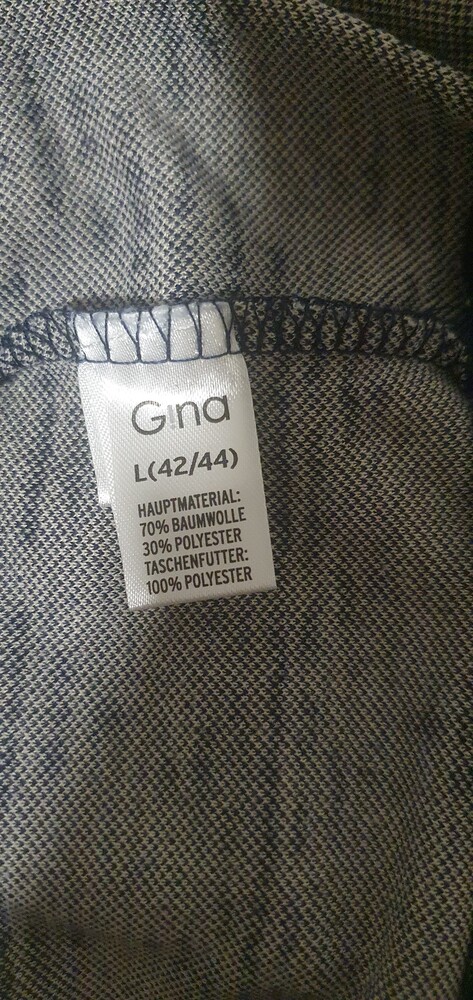 Gina
L(42/44)
HAUPTMATERIAL:
70% BAUMWOLLE
30% POLYESTER
TASCHENFUTTER:
100% POLYESTER